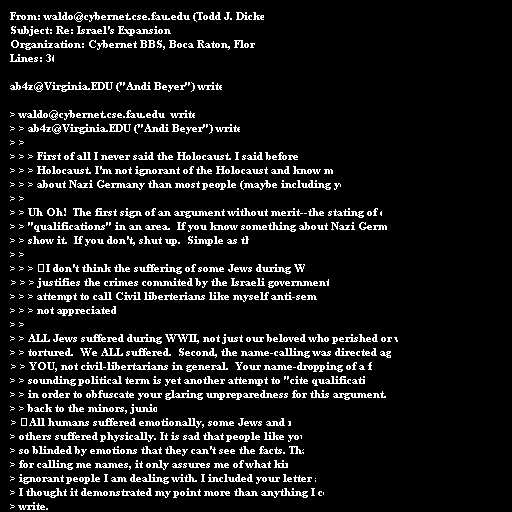 From: waldo@cybernet.cse.fau.edu (Todd J. Dicke
Subject: Re: Israel's Expansion
Organization: Cybernet BBS, Boca Raton, Flor
Lines: 36
ab4z@Virginia.EDU ("Andi Beyer") write
> waldo@cybernet.cse.fau.edu write
> > ab4z@Virginia.EDU ("Andi Beyer") write
> >
> > > First of all I never said the Holocaust. I said before
> > > Holocaust. I'm not ignorant of the Holocaust and know m
> > > about Nazi Germany than most people (maybe including
> >
> > Uh Oh! The first sign of an argument without merit--the stating of
> > "qualifications" in an area. If you know something about Nazi Germ
> > show it. If you don't, shut up. Simple as
> >
> > > I don't think the suffering of some Jews during W
> > > justifies the crimes commited by the Israeli government
> > > attempt to call Civil liberterians like myself anti-sem
> > > not appreciated
> >
> > ALL Jews suffered during WWII, not just our beloved who perished or
> > tortured. We ALL suffered. Second, the name-calling was directed ag
> > YOU, not civil-libertarians in general. Your name-dropping of a f
> > sounding political term is yet another attempt to "cite qualificati
> > in order to obfuscate your glaring unpreparedness for this argument.
> > back to the minors, junio
> All humans suffered emotionally, some Jews and
> others suffered physically. It is sad that people like
> so blinded by emotions that they can't see the facts.
> for calling me names, it only assures me of what
> ignorant people I am dealing with. I included your letter
> I thought it demonstrated my point more than anything I
> write.